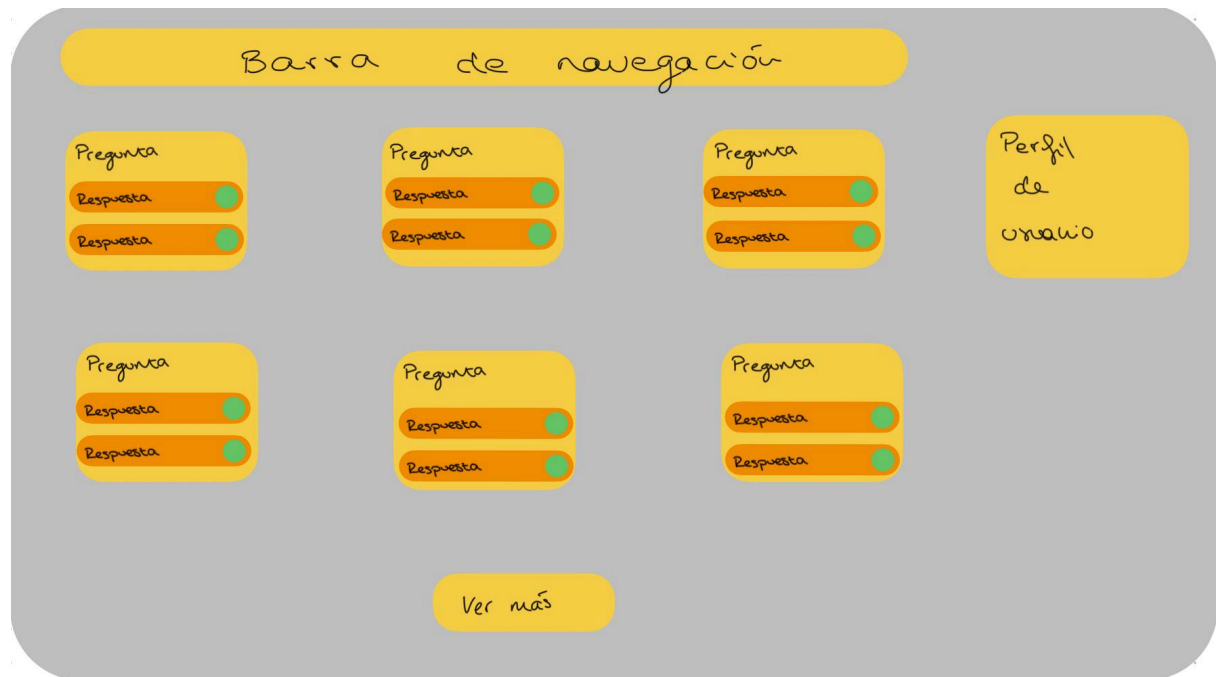 Barra de navegación
Pregunta
Respuesta
Respuesta
Pregunta
Respuesta
Respuesta
Pregunta
Respuesta
Respuesta
Perfil
de
usuario
Pregunta
Respuesta
Respuesta
Pregunta
Respuesta
Respuesta
Pregunta
Respuesta
Respuesta
Ver más